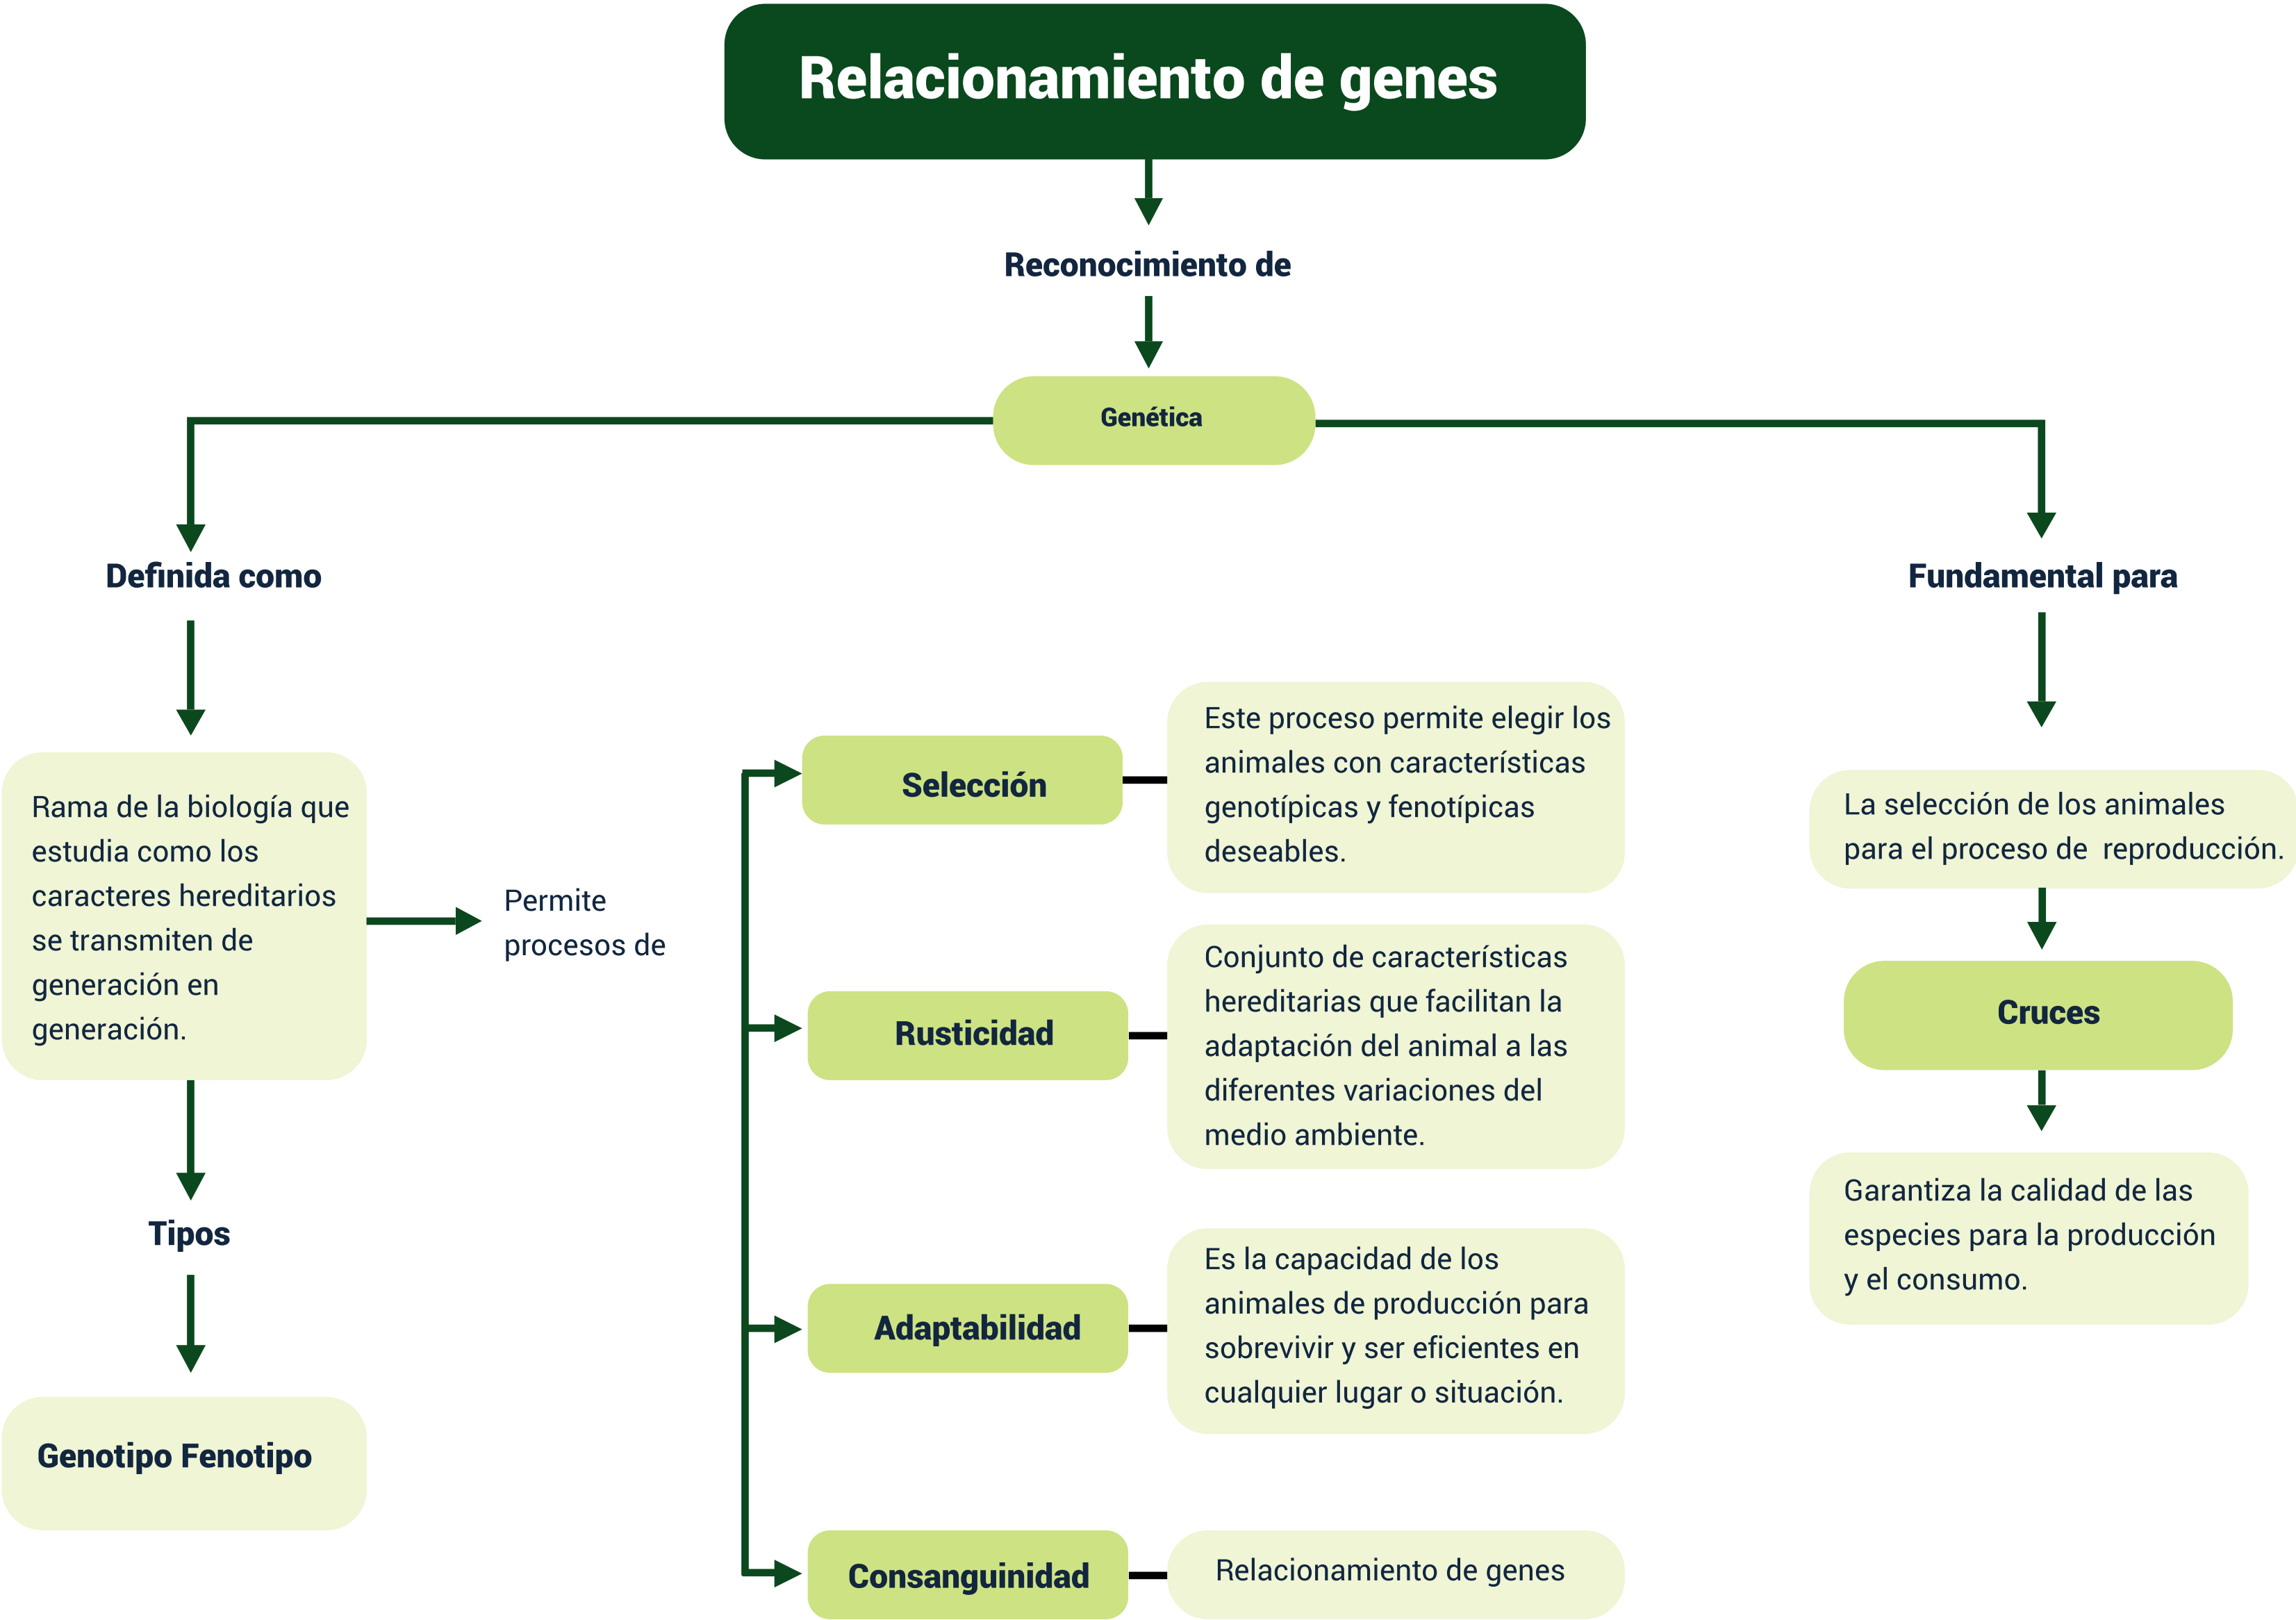 Relacionamiento de genes
Reconocimiento de
Genética
Definida como
Rama de la biología que
estudia como los
caracteres hereditarios
se transmiten de
generación en
generación.
Tipos
Genotipo Fenotipo
Permite
procesos de
Selección
Este proceso permite elegir los
animales con características
genotípicas y fenotípicas
deseables.
Rusticidad
Conjunto de características
hereditarias que facilitan la
adaptación del animal a las
diferentes variaciones del
medio ambiente.
Adaptabilidad
Es la capacidad de los
animales de producción para
sobrevivir y ser eficientes en
cualquier lugar o situación.
Consanguinidad
Relacionamiento de genes
Fundamental para
La selección de los animales
para el proceso de  reproducción.
Cruces
Garantiza la calidad de las
especies para la producción
y el consumo.